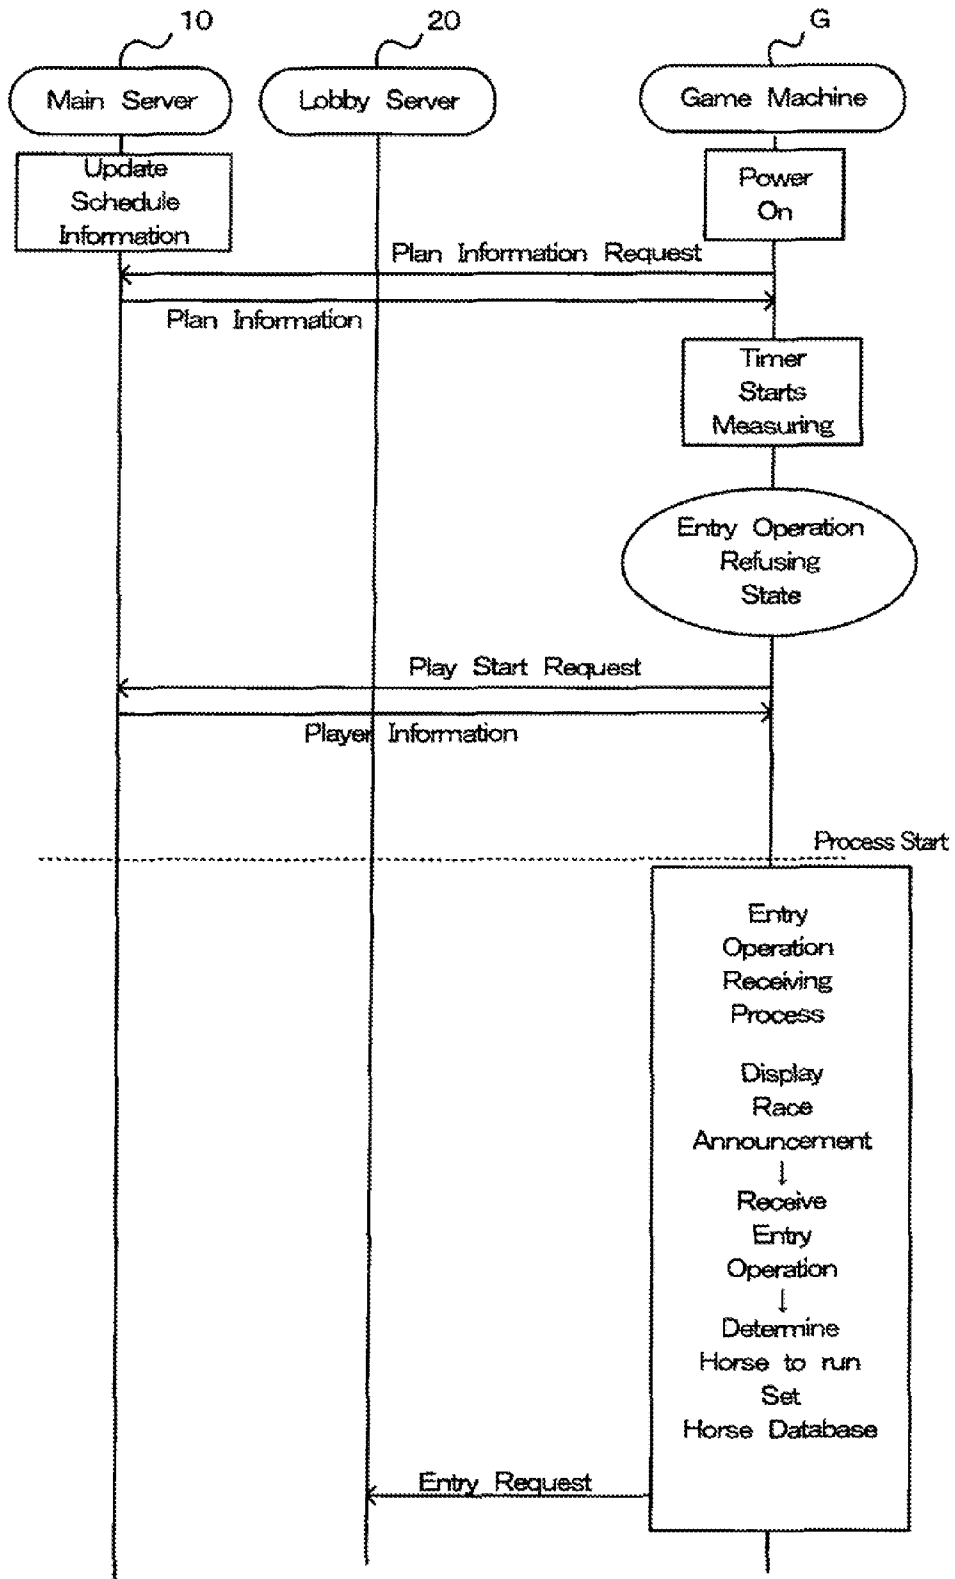 10
20
G
Main Server
Lobby Server
Game Machine
Update
Schedule
Information
Power
On
Plan Information Request
Plan Information
Timer
Starts
Measuring
Entry Operation
Refusing
State
Play Start Request
Player Information
Process Start
Entry
Operation
Receiving
Process
Display
Race
Announcement
↓
Receive
Entry
Operation
↓
Determine
Horse to run
Set
Horse Database
Entry Request